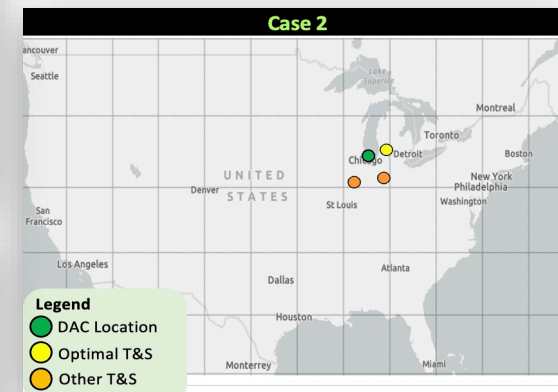 Case 2
ancouver
Seattle
Lake
Superior
Montreal
Toronto
Boston
Detroit
Chicago
New York
Philadelphia
UNITED
STATES
Denver
Washington
St Louis
San
Francisco
Los Angeles
Atlanta
Dallas
Houston
Monterrey
Miami
Legend
DAC Location
Optimal T&S
Other T&S